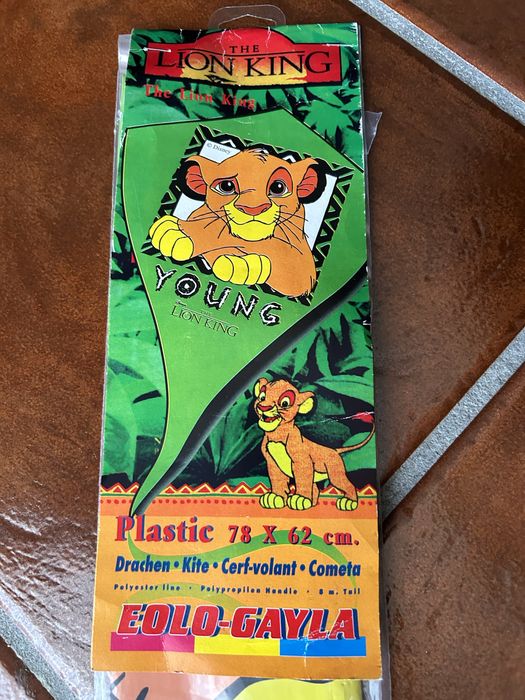 THE
LION KING
The Lion King
© Disney
YOUNG
Disney
THE
LION KING
Plastic 78 X 62 cm.
Drachen • Kite • Cerf-volant • Cometa
Polyester line • Polypropilen Handle • 8 m. Tail
EOLO-GAYLA